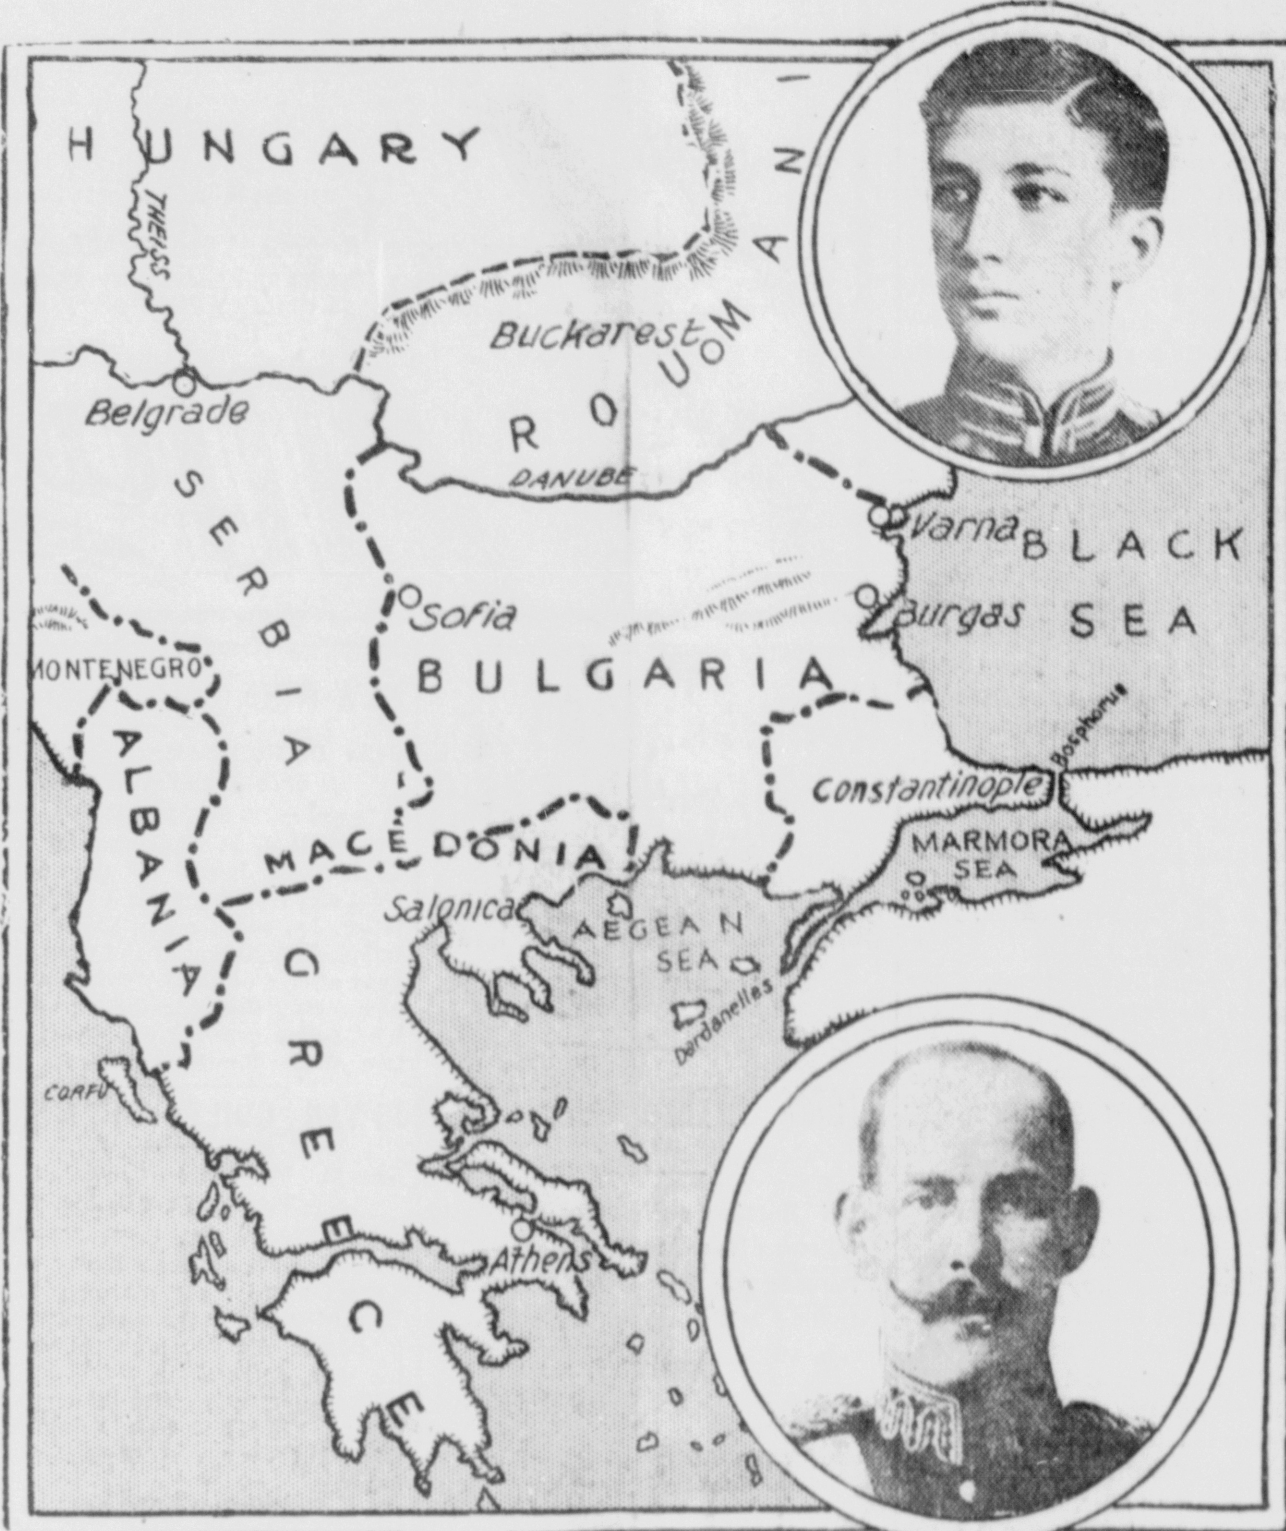 HUNGARY
THEISS
ROUMANI
Buckarest
Belgrade
DANUBE
SERBIA
Varna
BLACK
SEA
Sofia
Burgas
MONTENEGRO
BULGARIA
Bosphorus
ALBANIA
Constantinople
MACEDONIA
MARMORA
SEA
Salonica
AEGEAN
SEA
Dardanelles
GREECE
CORFU
Athens